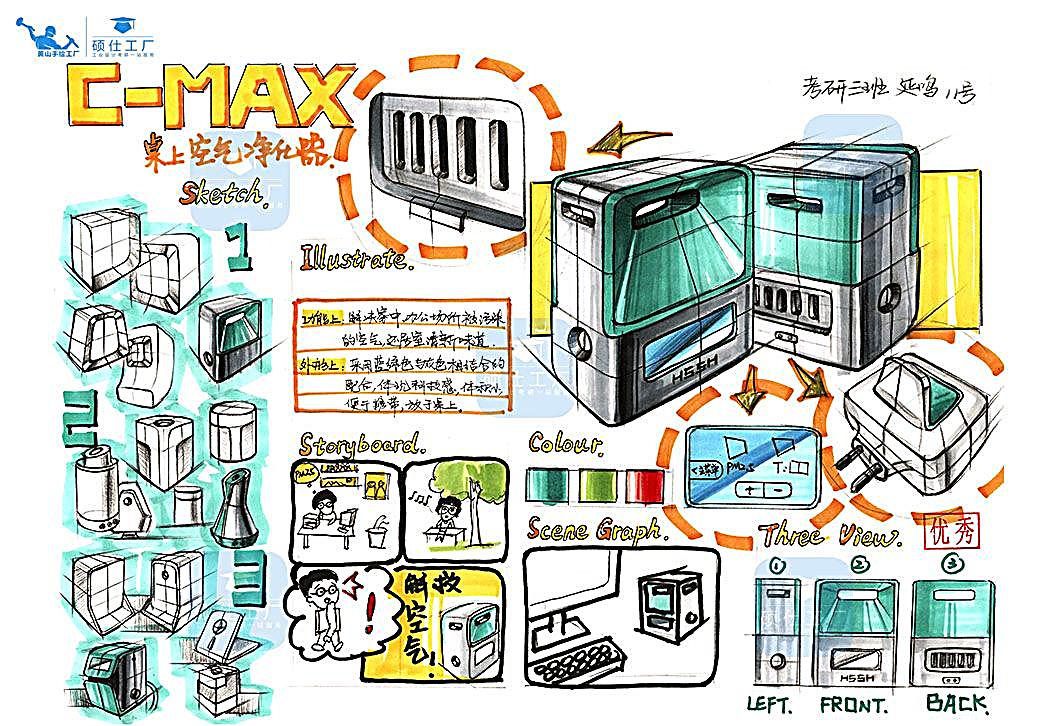 黄山手绘工厂
硕仕工厂
工业设计考研一站服务
C-MAX
桌上空气净化器.
考研三班 延鸣 11号
Sketch.
1
Illustrate.
功能上: 解决家中,办公场所被污染
的空气,还居室清新味道.
外形上: 采用蓝绿色与灰色相结合的
配合,体现科技感,体积小,
便于携带,放于桌上.
HSSH
II
Storyboard.
PM2.5
Colour.
PM2.5
T:
+ −
Scene Graph.
Three View.
优秀
III
解救
空气!
① ② ③
HSSH
LEFT. FRONT. BACK.